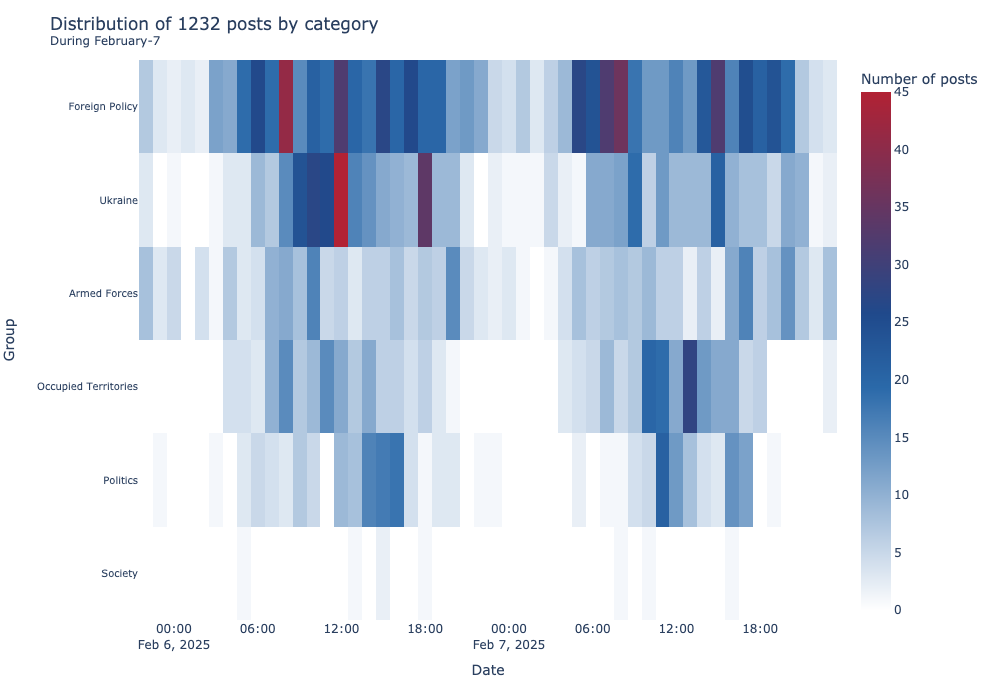 Distribution of 1232 posts by category
During February-7
Number of posts
45
40
35
30
25
20
15
10
5
0
Group
Foreign Policy
Ukraine
Armed Forces
Occupied Territories
Politics
Society
00:00 06:00 12:00 18:00 00:00 06:00 12:00 18:00
Feb 6, 2025 Feb 7, 2025
Date